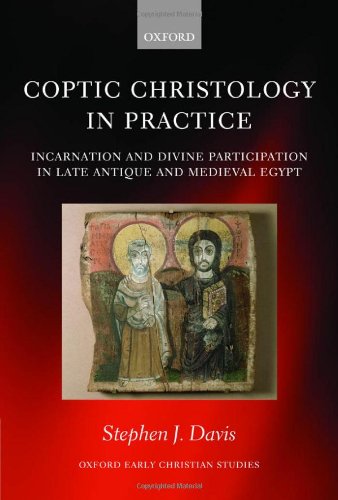 OXFORD
COPTIC CHRISTOLOGY
IN PRACTICE
INCARNATION AND DIVINE PARTICIPATION
IN LATE ANTIQUE AND MEDIEVAL EGYPT
Stephen J. Davis
OXFORD EARLY CHRISTIAN STUDIES